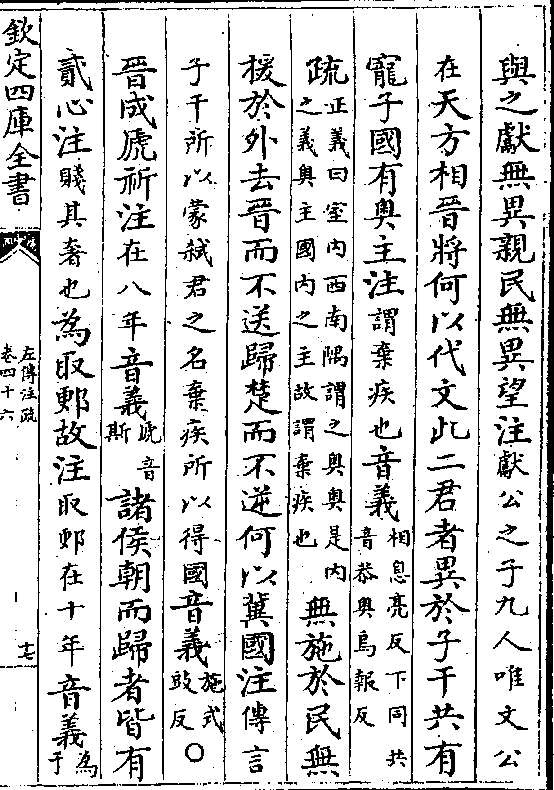 與之獻無異親民無異望注獻公之子九人唯文公
在天方相晉將何以代文此二君者異於子干共有
寵子國有奥主注謂棄疾也音義相息亮反下同共
音恭奥烏報反
疏正義曰室内西南隅謂之奥奥是内
之義奥主國内之主故謂棄疾也無施於民無
援於外去晉而不送歸楚而不逆何以冀國注傳言
子干所以蒙弑君之名棄疾所以得國音義施式
豉反○
晉成虒祁注在八年音義虒音
斯諸侯朝而歸者皆有
貳心注賤其奢也為取郠故注取郠在十年音義為
于
欽定四庫全書
左傳注疏
卷四十六
十七